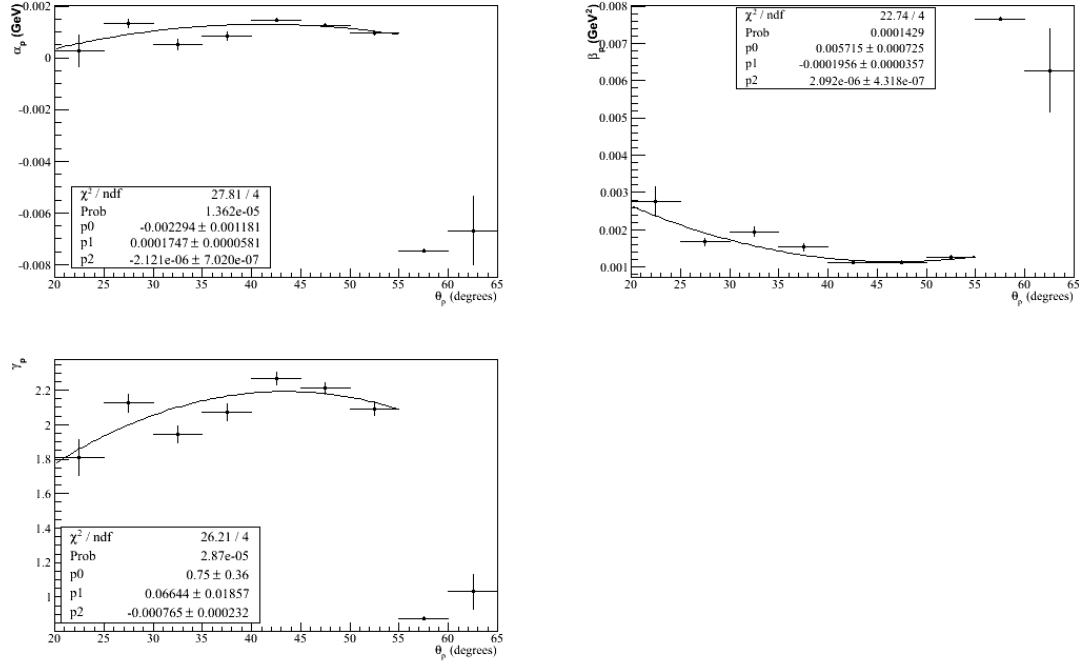 α_p (GeV)
0.002
0
-0.002
-0.004
-0.006
-0.008
χ² / ndf 27.81 / 4
Prob 1.362e-05
p0 -0.002294 ± 0.001181
p1 0.0001747 ± 0.0000581
p2 -2.121e-06 ± 7.020e-07
20 25 30 35 40 45 50 55 60 65
θ_p (degrees)
β_p (GeV²)
0.008
0.007
0.006
0.005
0.004
0.003
0.002
0.001
χ² / ndf 22.74 / 4
Prob 0.0001429
p0 0.005715 ± 0.000725
p1 -0.0001956 ± 0.0000357
p2 2.092e-06 ± 4.318e-07
20 25 30 35 40 45 50 55 60 65
θ_p (degrees)
γ_p
2.2
2
1.8
1.6
1.4
1.2
1
χ² / ndf 26.21 / 4
Prob 2.87e-05
p0 0.75 ± 0.36
p1 0.06644 ± 0.01857
p2 -0.000765 ± 0.000232
20 25 30 35 40 45 50 55 60 65
θ_p (degrees)